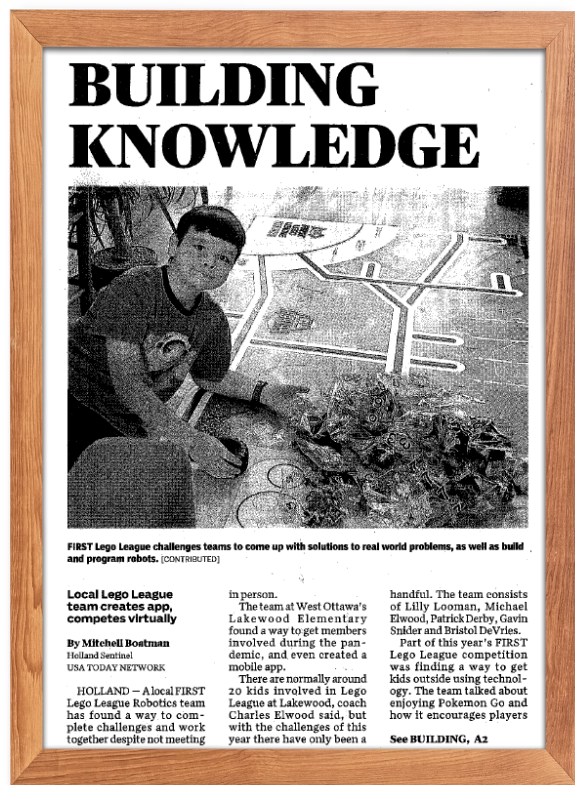 BUILDING
KNOWLEDGE
FIRST Lego League challenges teams to come up with solutions to real world problems, as well as build
and program robots. [CONTRIBUTED]
Local Lego League
team creates app,
competes virtually
By Mitchell Boatman
Holland Sentinel
USA TODAY NETWORK
HOLLAND — A local FIRST
Lego League Robotics team
has found a way to com-
plete challenges and work
together despite not meeting
in person.
The team at West Ottawa's
Lakewood Elementary
found a way to get members
involved during the pan-
demic, and even created a
mobile app.
There are normally around
20 kids involved in Lego
League at Lakewood, coach
Charles Elwood said, but
with the challenges of this
year there have only been a
handful. The team consists
of Lilly Looman, Michael
Elwood, Patrick Derby, Gavin
Snider and Bristol DeVries.
Part of this year's FIRST
Lego League competition
was finding a way to get
kids outside using technol-
ogy. The team talked about
enjoying Pokemon Go and
how it encourages players
See BUILDING, A2